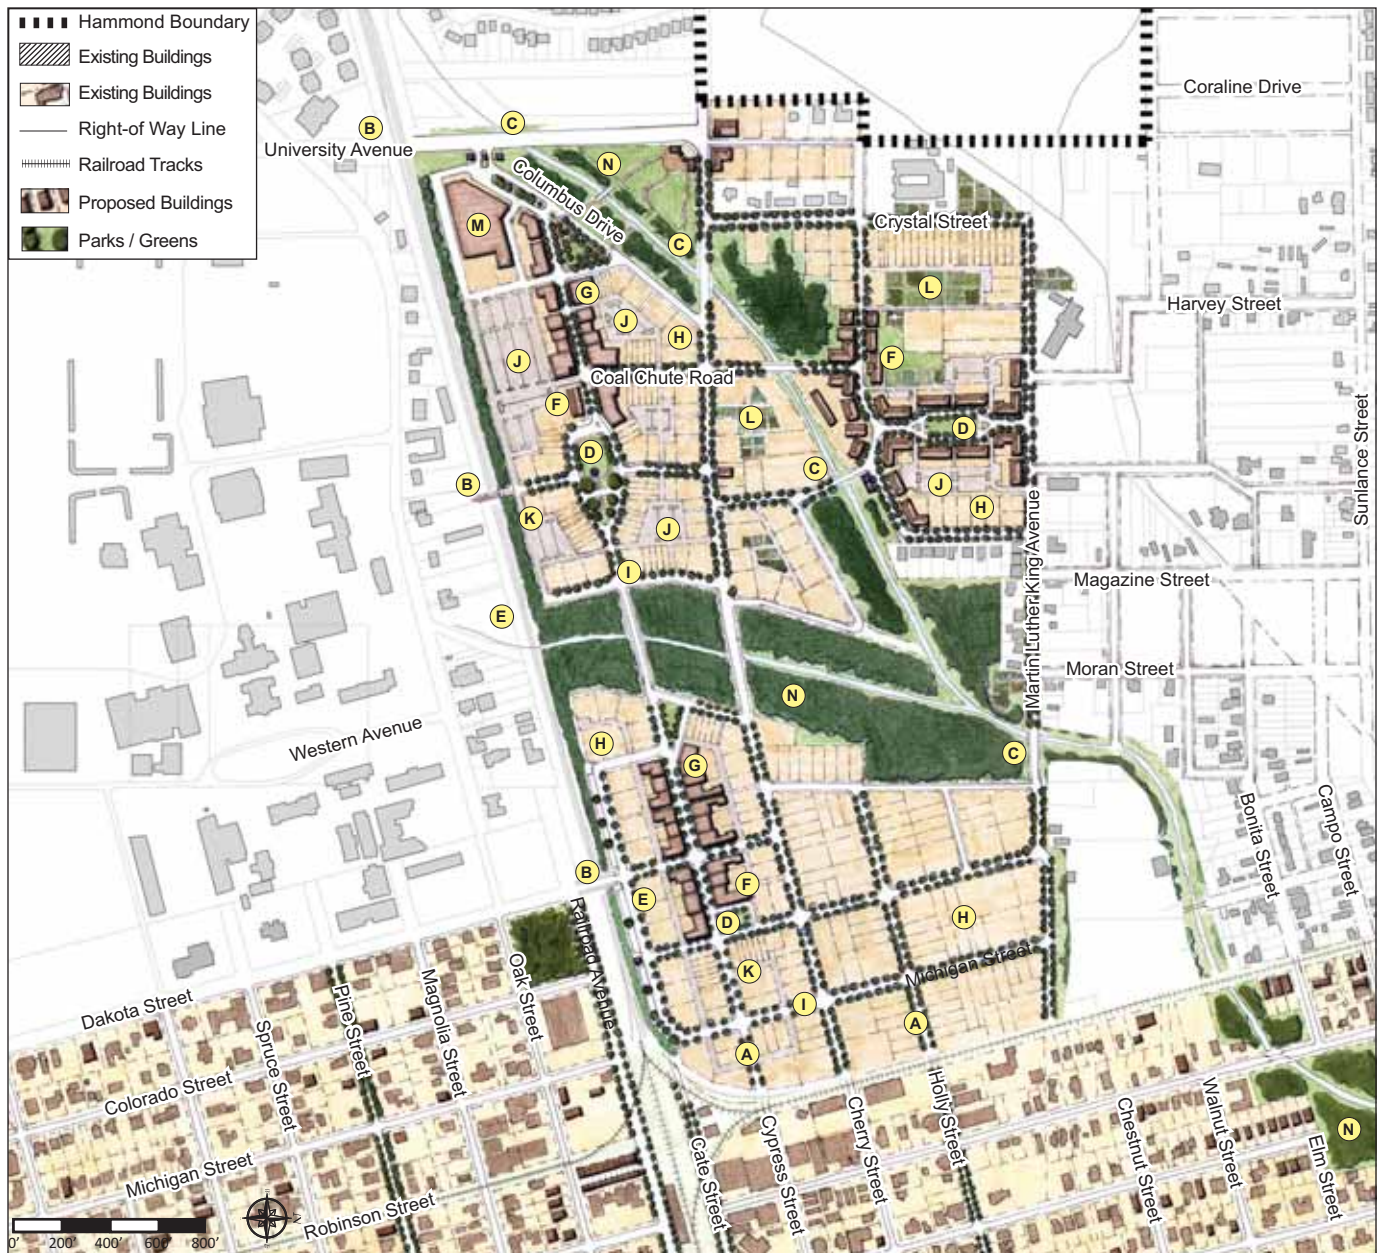 Hammond Boundary
Existing Buildings
Existing Buildings
Right-of Way Line
Railroad Tracks
Proposed Buildings
Parks / Greens
Coraline Drive
B
C
University Avenue
N
Columbus Drive
M
Crystal Street
C
G
L
Harvey Street
J
H
J
F
Coal Chute Road
F
L
D
D
C
B
J
K
H
J
Sunlance Street
I
Magazine Street
E
Martin Luther King Avenue
Moran Street
N
Western Avenue
H
C
G
Bonita Street
Campo Street
B
F
E
H
D
Railroad Avenue
Michigan Street
K
Oak Street
Magnolia Street
Pine Street
Dakota Street
I
A
Spruce Street
A
Colorado Street
Holly Street
Cherry Street
Cypress Street
Chestnut Street
Walnut Street
N
Elm Street
Gate Street
Michigan Street
Robinson Street
N
0' 200' 400' 600' 800'